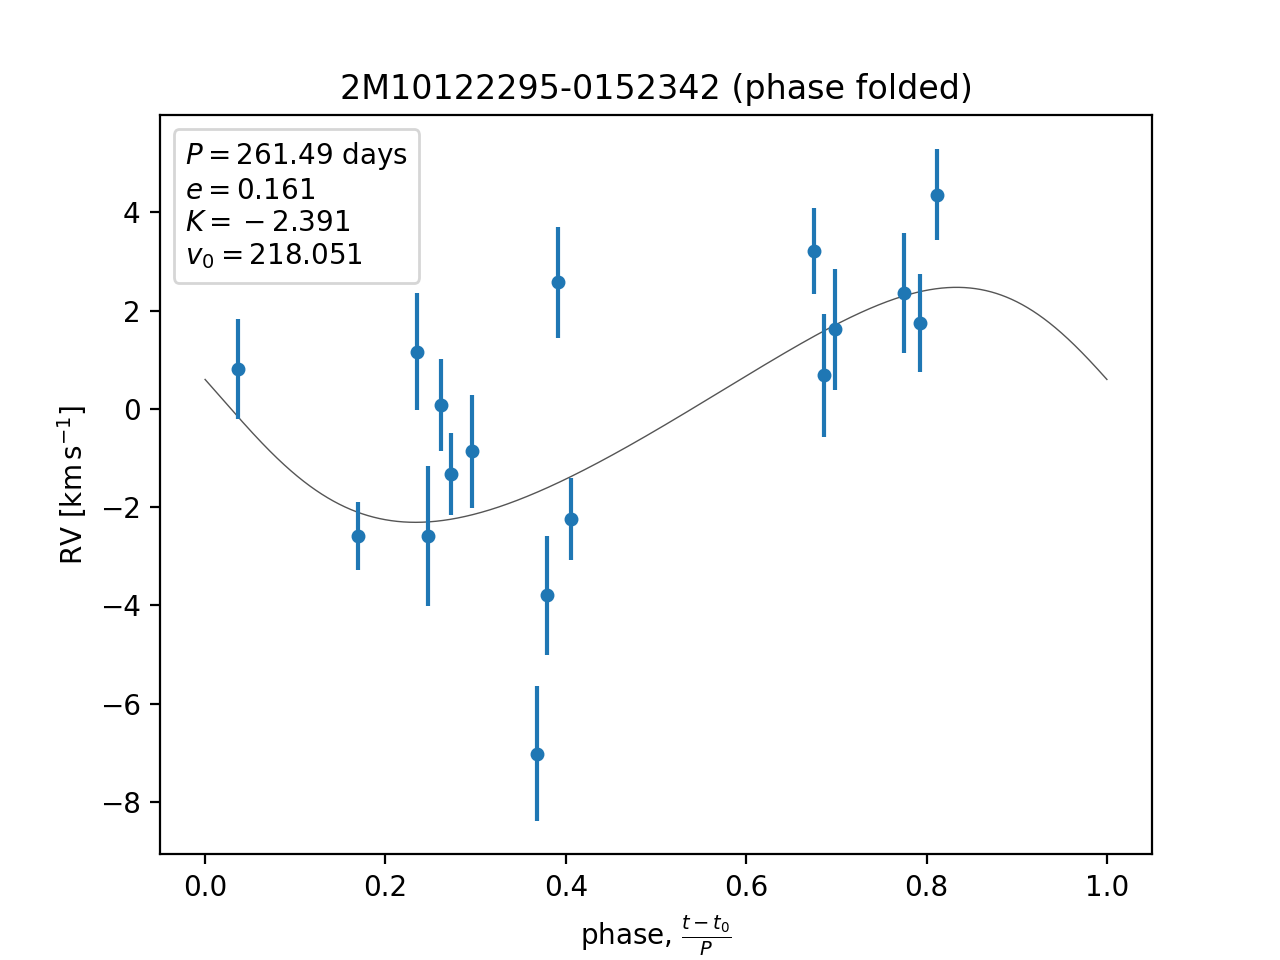 2M10122295-0152342 (phase folded)
P = 261.49 days
e = 0.161
K = −2.391
v₀ = 218.051
4
2
0
−2
−4
−6
−8
RV [km s⁻¹]
0.0 0.2 0.4 0.6 0.8 1.0
phase, (t − t₀)/P